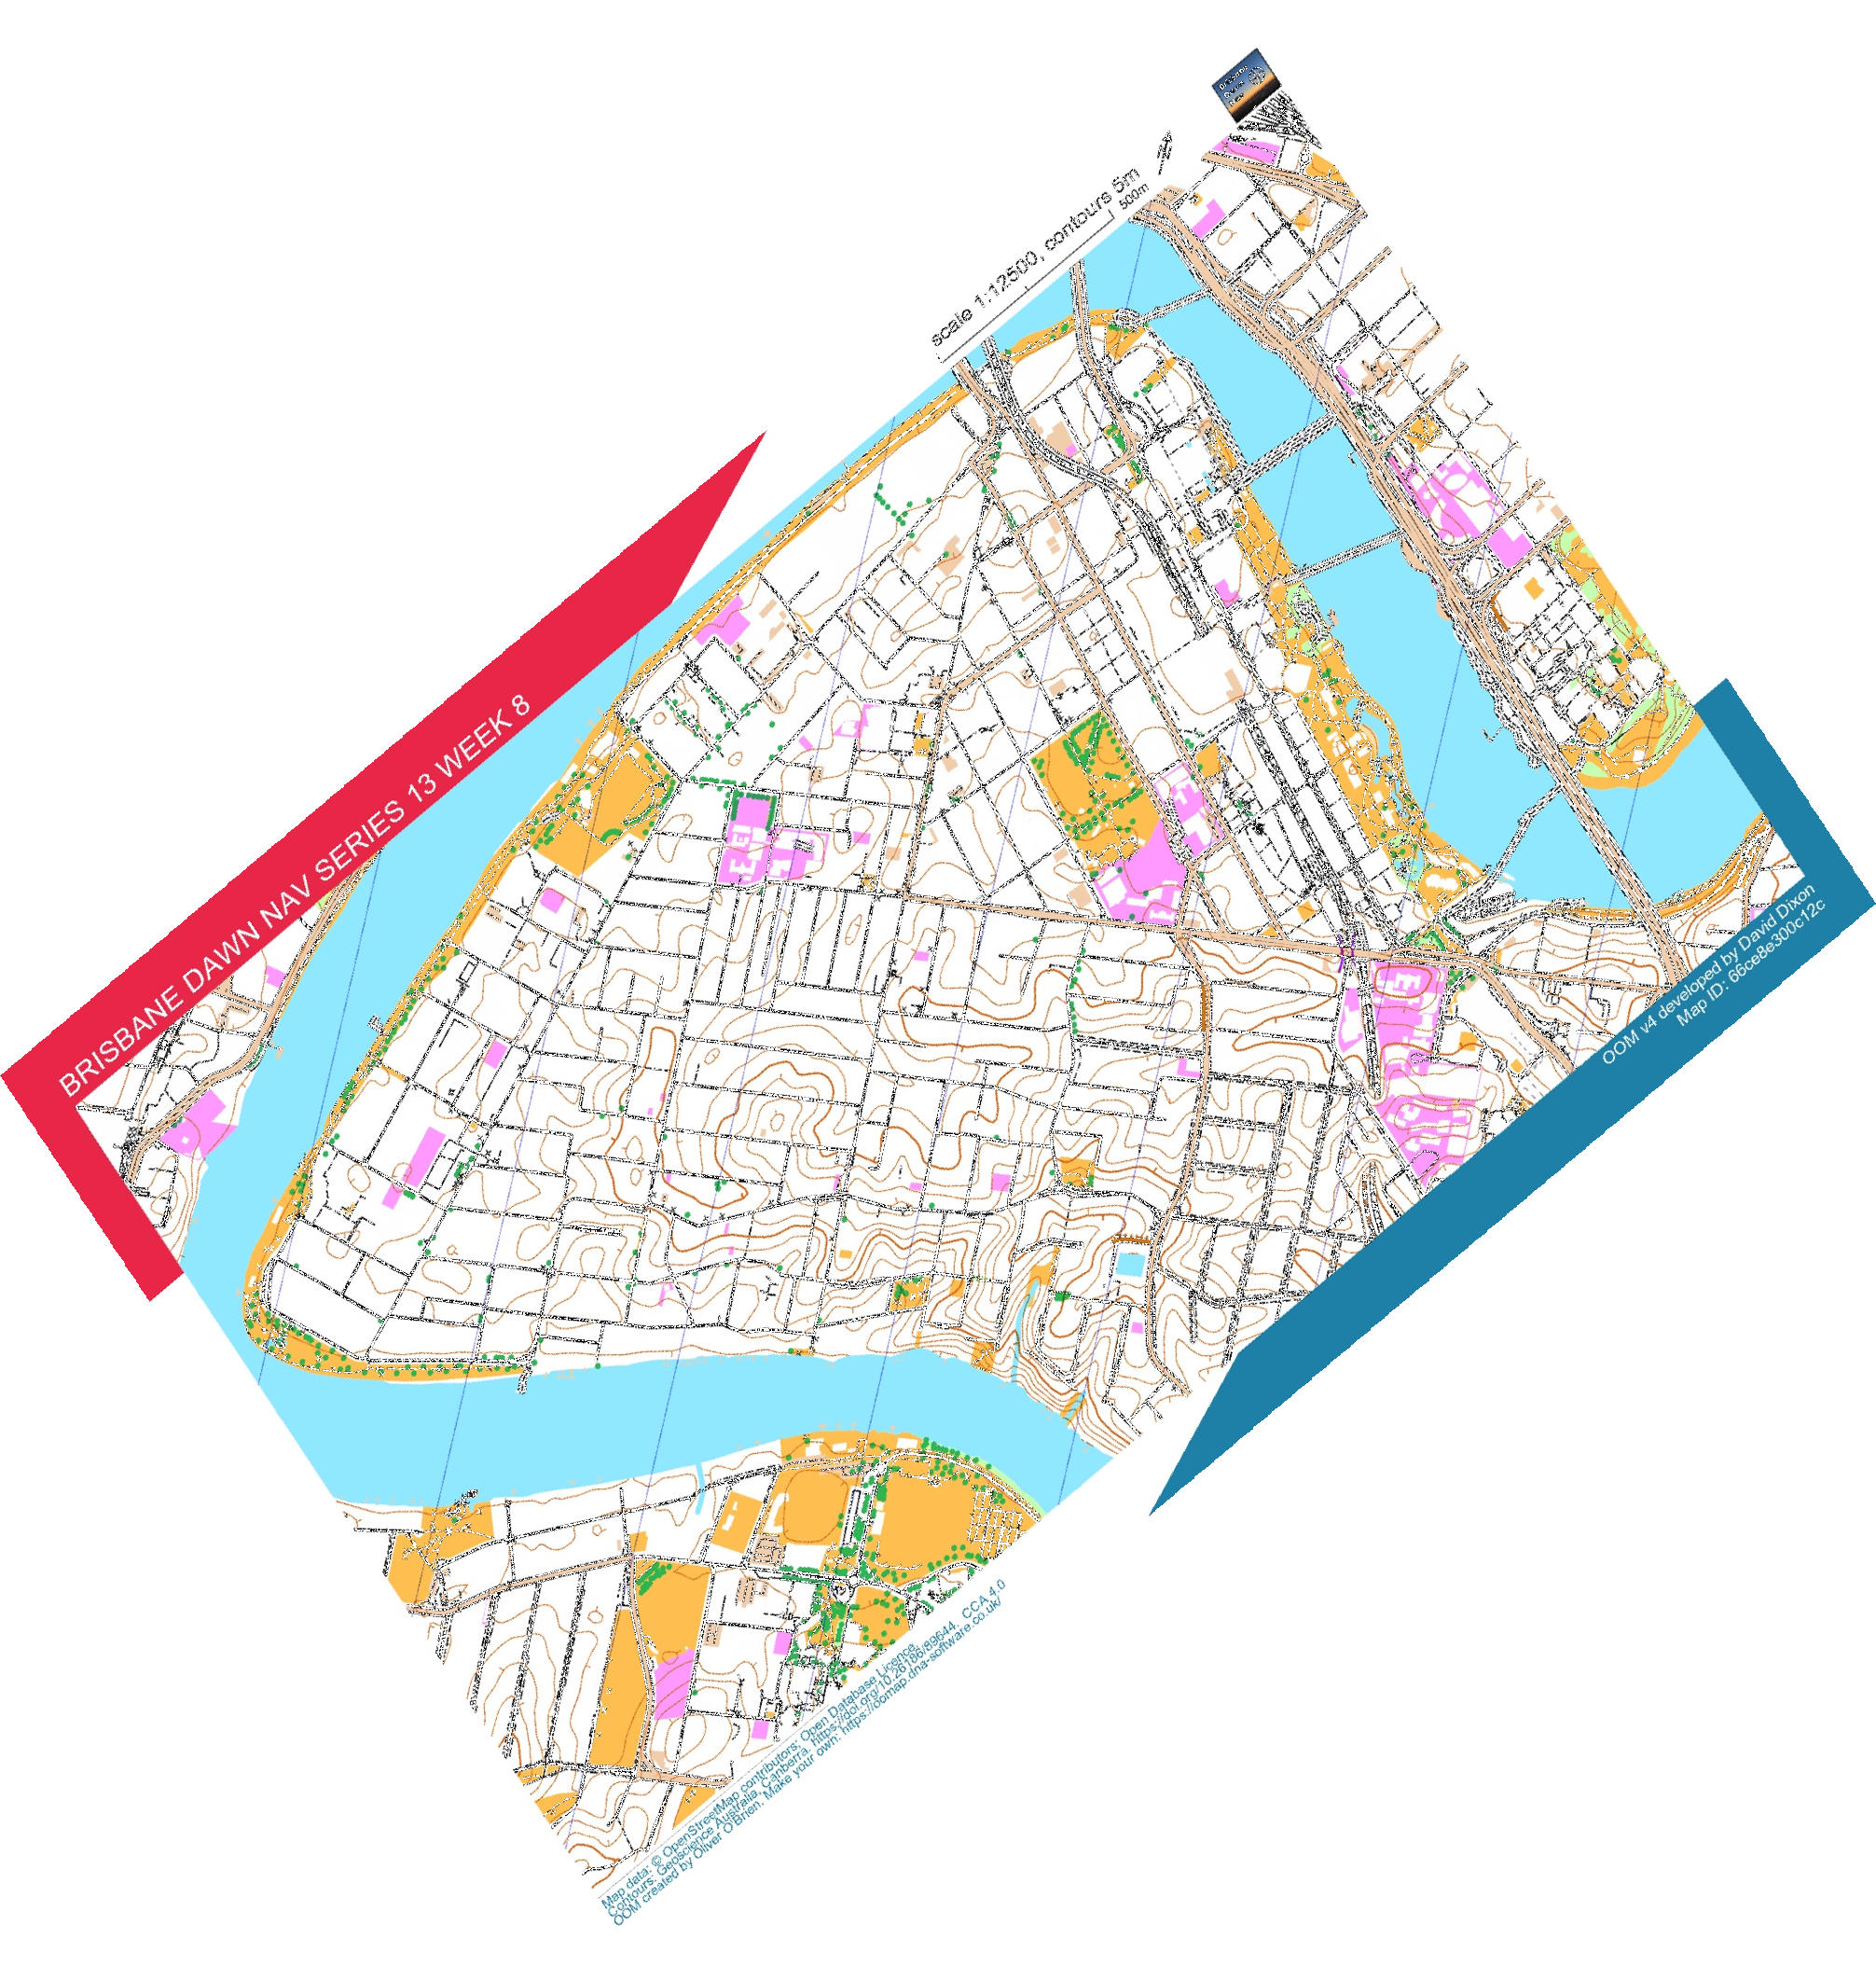 scale 1:12500, contours 5m
500m
BRISBANE DAWN NAV SERIES 13 WEEK 8
OOM v4 developed by David Dixon
Map ID: 66ce8e300c12c
Map data: © OpenStreetMap contributors, Open Database Licence.
Contours: Geoscience Australia, Canberra, https://doi.org/10.26186/89644. CCA 4.0
OOM created by Oliver O'Brien. Make your own: https://oomap.dna-software.co.uk/